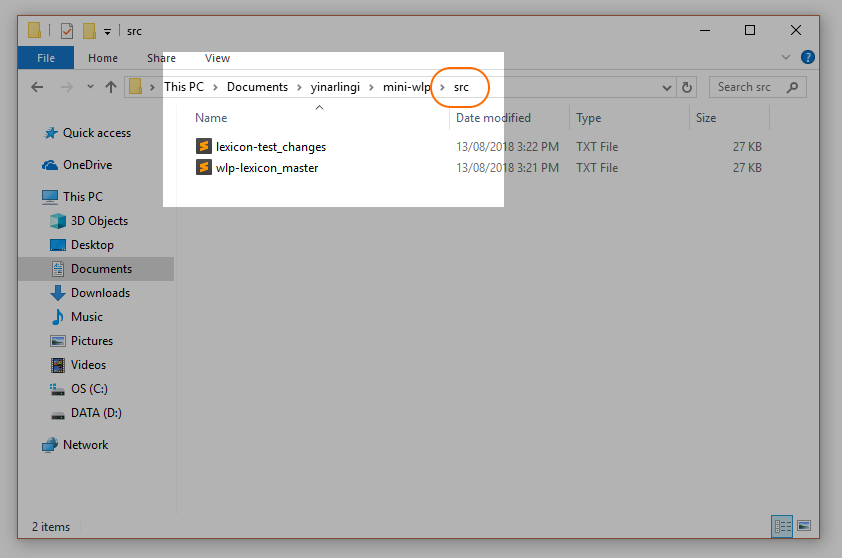 src
File Home Share View
This PC Documents yinarlingi mini-wlp src Search src
Name Date modified Type Size
lexicon-test_changes 13/08/2018 3:22 PM TXT File 27 KB
wlp-lexicon_master 13/08/2018 3:21 PM TXT File 27 KB
Quick access
OneDrive
This PC
3D Objects
Desktop
Documents
Downloads
Music
Pictures
Videos
OS (C:)
DATA (D:)
Network
2 items